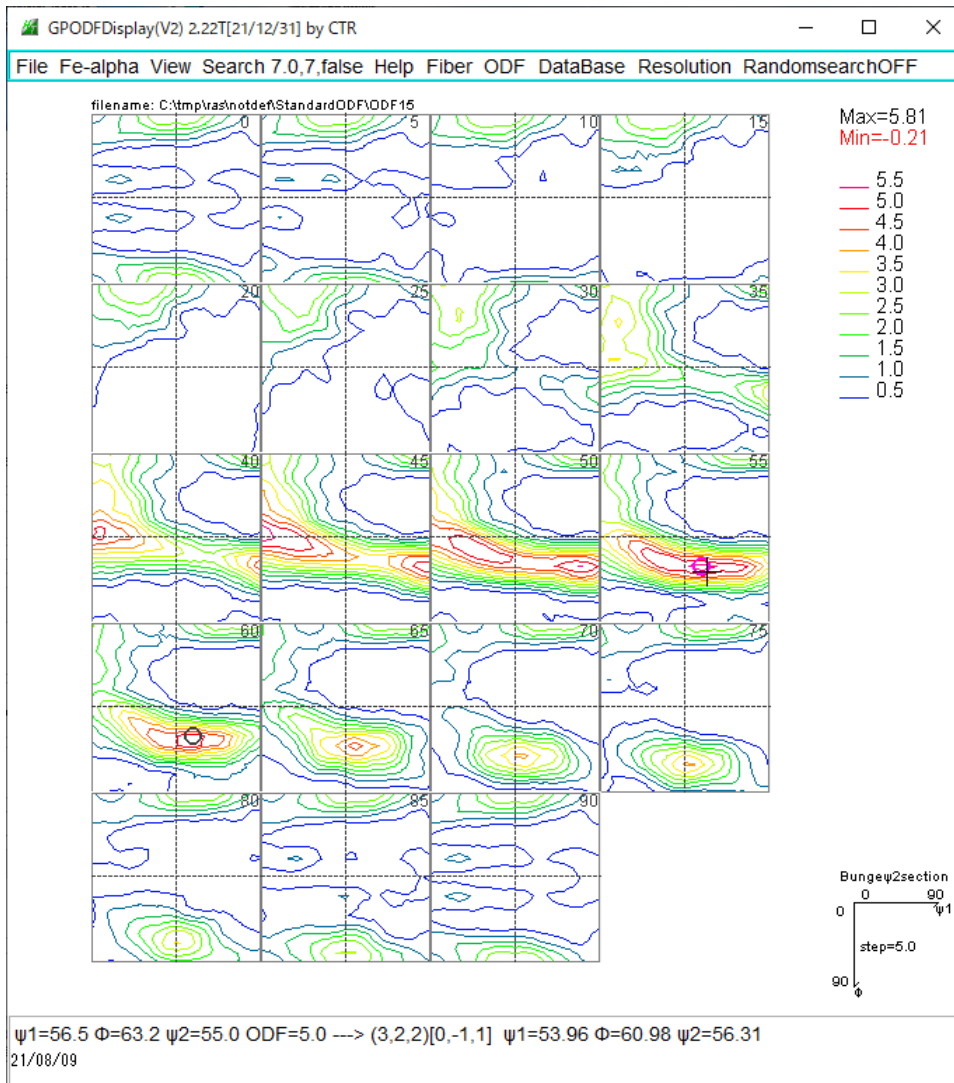 GPODFDisplay(V2) 2.22T[21/12/31] by CTR
File Fe-alpha View Search 7.0,7,false Help Fiber ODF DataBase Resolution RandomsearchOFF
filename: C:\tmp\ras\notdef\StandardODF\ODF15
0 5 10 15
Max=5.81
Min=-0.21
5.5
5.0
4.5
4.0
3.5
3.0
2.5
2.0
1.5
1.0
0.5
20 25 30 35
40 45 50 55
60 65 70 75
80 85 90
Bungeψ2section
0 90
0 ψ1
step=5.0
90
Φ
ψ1=56.5 Φ=63.2 ψ2=55.0 ODF=5.0 ---> (3,2,2)[0,-1,1] ψ1=53.96 Φ=60.98 ψ2=56.31
21/08/09